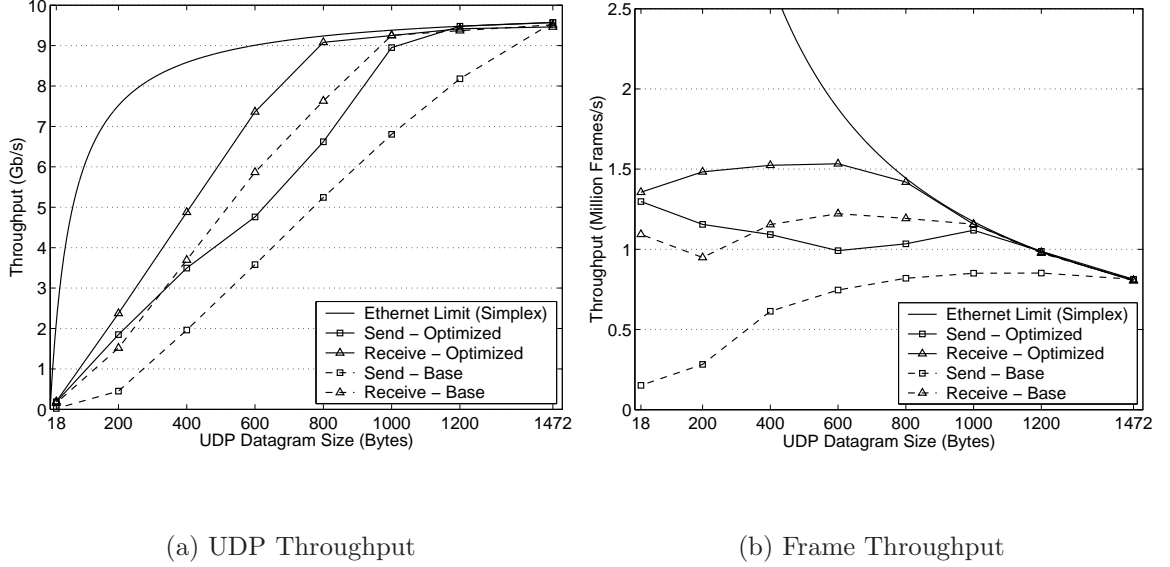 10
9
8
7
6
5
4
3
2
1
0
Throughput (Gb/s)
18 200 400 600 800 1000 1200 1472
UDP Datagram Size (Bytes)
Ethernet Limit (Simplex)
Send − Optimized
Receive − Optimized
Send − Base
Receive − Base
(a) UDP Throughput
2.5
2
1.5
1
0.5
0
Throughput (Million Frames/s)
18 200 400 600 800 1000 1200 1472
UDP Datagram Size (Bytes)
Ethernet Limit (Simplex)
Send − Optimized
Receive − Optimized
Send − Base
Receive − Base
(b) Frame Throughput